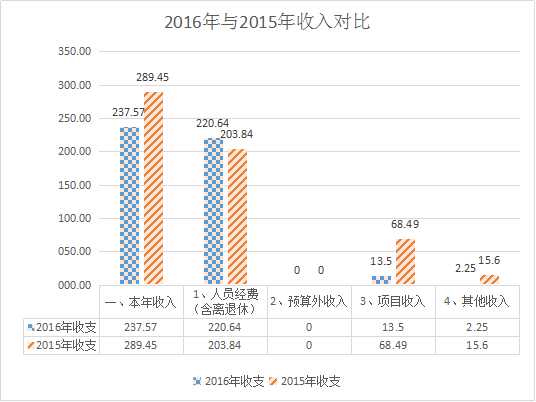 2016年与2015年收入对比
350.00
300.00
250.00
200.00
150.00
100.00
050.00
000.00
237.57
289.45
220.64
203.84
0
0
13.5
68.49
2.25
15.6
一、本年收入
1、人员经费
（含离退休）
2、预算外收入
3、项目收入
4、其他收入
2016年收支 237.57 220.64 0 13.5 2.25
2015年收支 289.45 203.84 0 68.49 15.6
2016年收支 2015年收支